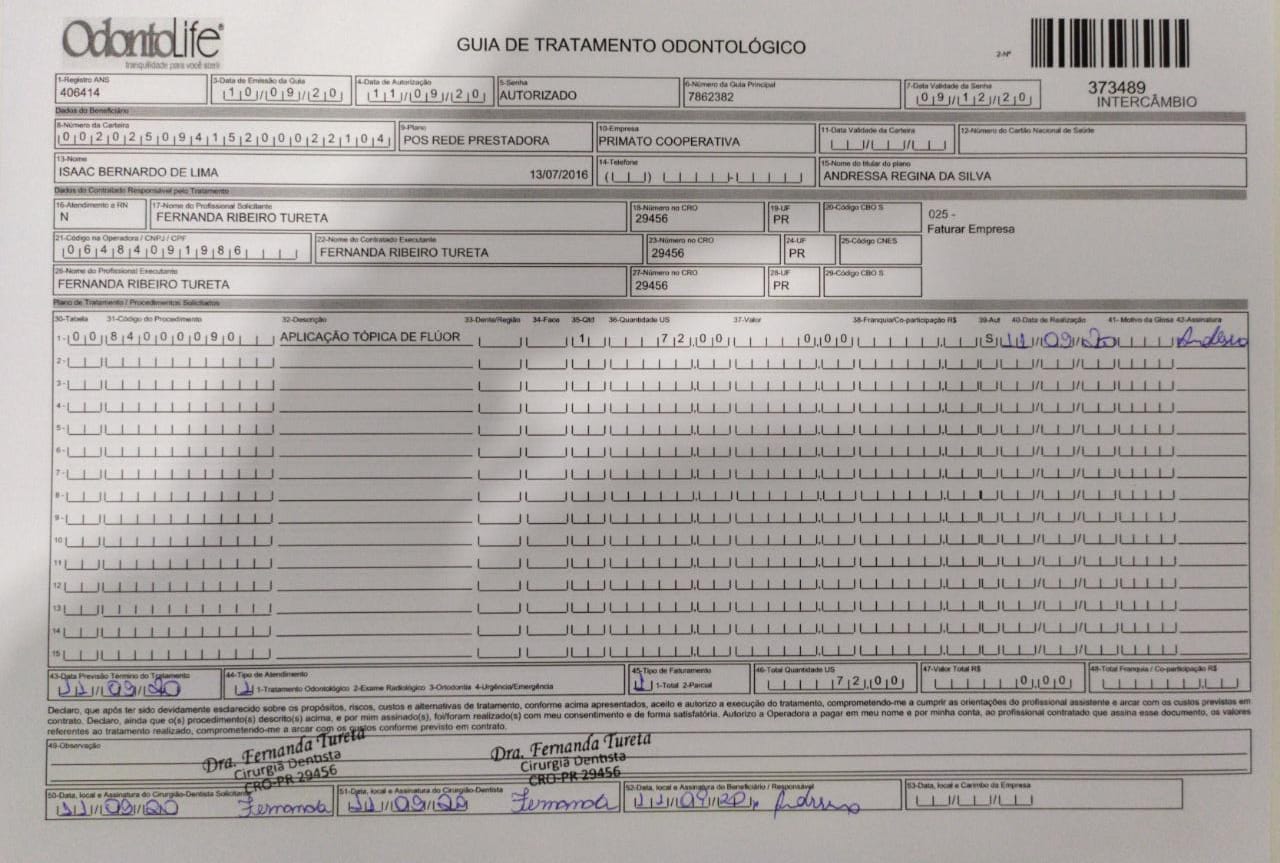 OdontoLife®
tranquilidade para você sorrir
GUIA DE TRATAMENTO ODONTOLÓGICO
2-Nº
373489
INTERCÂMBIO
1-Registro ANS
406414
3-Data de Emissão da Guia
10/09/20
4-Data de Autorização
11/09/20
5-Senha
AUTORIZADO
6-Número da Guia Principal
7862382
7-Data Validade da Senha
09/12/20
Dados do Beneficiário
8-Número da Carteira
00202509415200022104
9-Plano
POS REDE PRESTADORA
10-Empresa
PRIMATO COOPERATIVA
11-Data Validade da Carteira
12-Número do Cartão Nacional de Saúde
13-Nome
ISAAC BERNARDO DE LIMA 13/07/2016
14-Telefone
15-Nome do titular do plano
ANDRESSA REGINA DA SILVA
Dados do Contratado Responsável pelo Tratamento
16-Atendimento a RN
N
17-Nome do Profissional Solicitante
FERNANDA RIBEIRO TURETA
18-Número no CRO
29456
19-UF
PR
20-Código CBO S
025 -
Faturar Empresa
21-Código na Operadora / CNPJ / CPF
06484091986
22-Nome do Contratado Executante
FERNANDA RIBEIRO TURETA
23-Número no CRO
29456
24-UF
PR
25-Código CNES
26-Nome do Profissional Executante
FERNANDA RIBEIRO TURETA
27-Número no CRO
29456
28-UF
PR
29-Código CBO S
Plano de Tratamento / Procedimentos Solicitados
30-Tabela 31-Código do Procedimento 32-Descrição 33-Dente/Região 34-Face 35-Qtd 36-Quantidade US 37-Valor 38-Franquia/Co-participação R$ 39-Aut 40-Data de Realização 41- Motivo da Glosa 42-Assinatura
1- 00 84000090 APLICAÇÃO TÓPICA DE FLÚOR 1 72,00 0,00 S 11/09/20
2-
3-
4-
5-
6-
7-
8-
9-
10
11
12
13
14
15
43-Data Previsão Término do Tratamento
11/09/20
44-Tipo de Atendimento
1 1-Tratamento Odontológico 2-Exame Radiológico 3-Ortodontia 4-Urgência/Emergência
45-Tipo de Faturamento
1 1-Total 2-Parcial
46-Total Quantidade US
72,00
47-Valor Total R$
0,00
48-Total Franquia / Co-participação R$
Declaro, que após ter sido devidamente esclarecido sobre os propósitos, riscos, custos e alternativas de tratamento, conforme acima apresentados, aceito e autorizo a execução do tratamento, comprometendo-me a cumprir as orientações do profissional assistente e arcar com os custos previstos em
contrato. Declaro, ainda que o(s) procedimento(s) descrito(s) acima, e por mim assinado(s), foi/foram realizado(s) com meu consentimento e de forma satisfatória. Autorizo a Operadora a pagar em meu nome e por minha conta, ao profissional contratado que assina esse documento, os valores
referentes ao tratamento realizado, comprometendo-me a arcar com os custos conforme previsto em contrato.
49-Observação
Dra. Fernanda Tureta
Cirurgiã Dentista
CRO-PR 29456
Dra. Fernanda Tureta
Cirurgiã Dentista
CRO-PR 29456
50-Data, local e Assinatura do Cirurgião-Dentista Solicitante
11/09/20 Fernanda
51-Data, local e Assinatura do Cirurgião-Dentista
11/09/20 Fernanda
52-Data, local e Assinatura do Beneficiário / Responsável
11/09/20
53-Data, local e Carimbo da Empresa